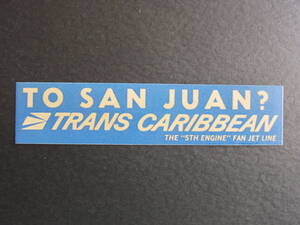 TO SAN JUAN?
TRANS CARIBBEAN
THE "5TH ENGINE" FAN JET LINE